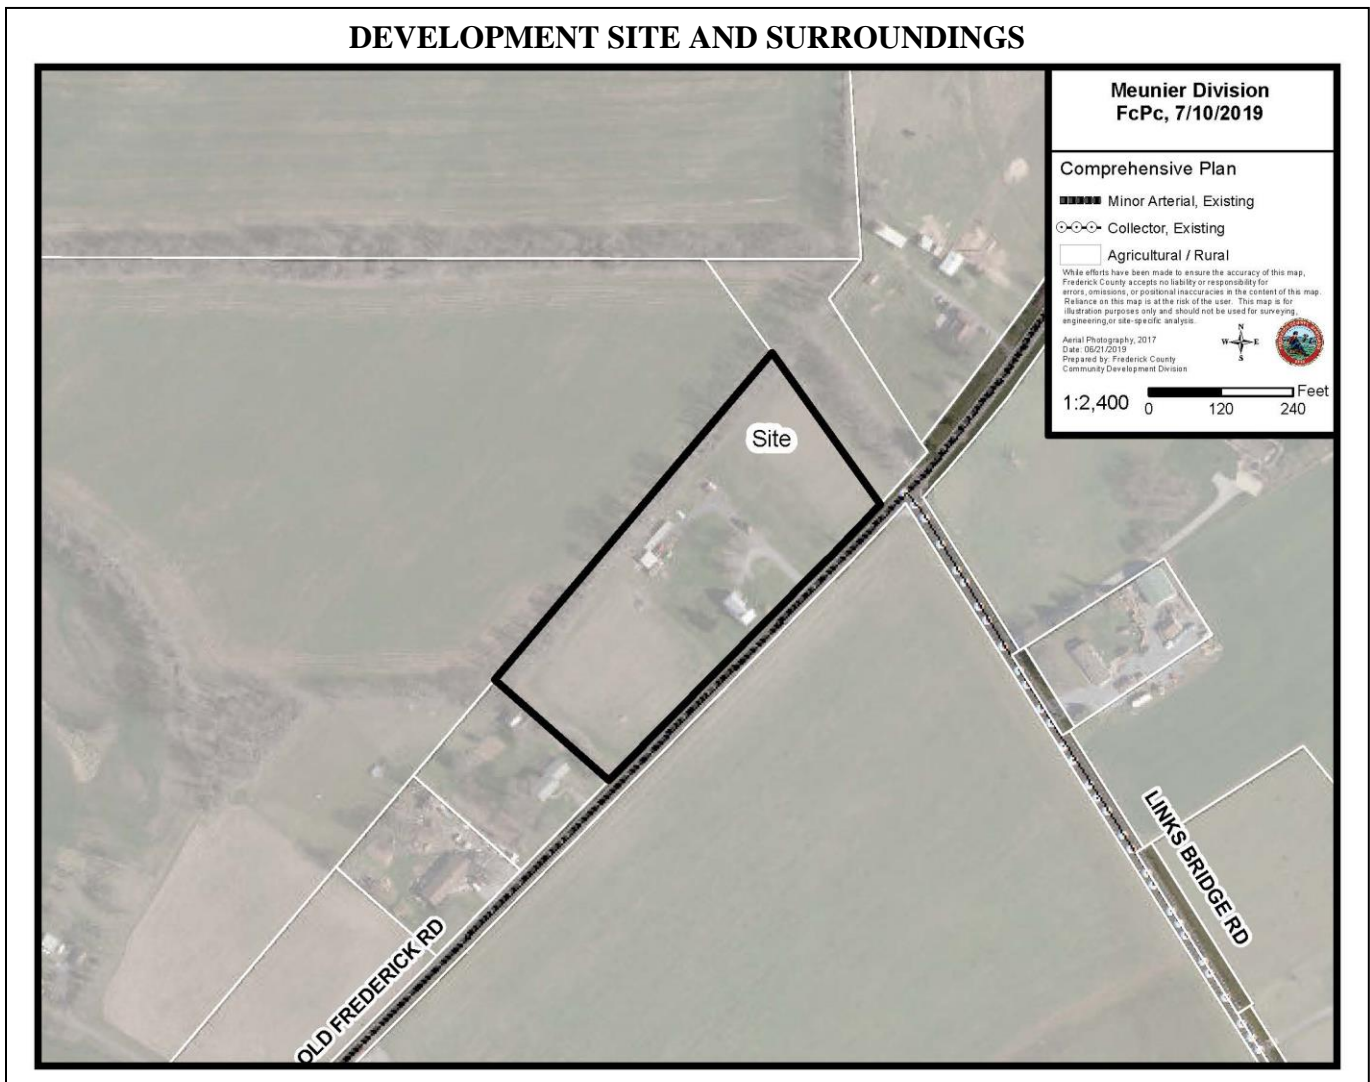 DEVELOPMENT SITE AND SURROUNDINGS
Meunier Division
FcPc, 7/10/2019
Comprehensive Plan
Minor Arterial, Existing
Collector, Existing
Agricultural / Rural
While efforts have been made to ensure the accuracy of this map,
Frederick County accepts no liability or responsibility for
errors, omissions, or positional inaccuracies in the content of this map.
Reliance on this map is at the risk of the user. This map is for
illustration purposes only and should not be used for surveying,
engineering,or site-specific analysis.
Aerial Photography, 2017
Date: 06/21/2019
Prepared by: Frederick County
Community Development Division
N
W E
S
1:2,400
Feet
0 120 240
Site
LINKS BRIDGE RD
OLD FREDERICK RD